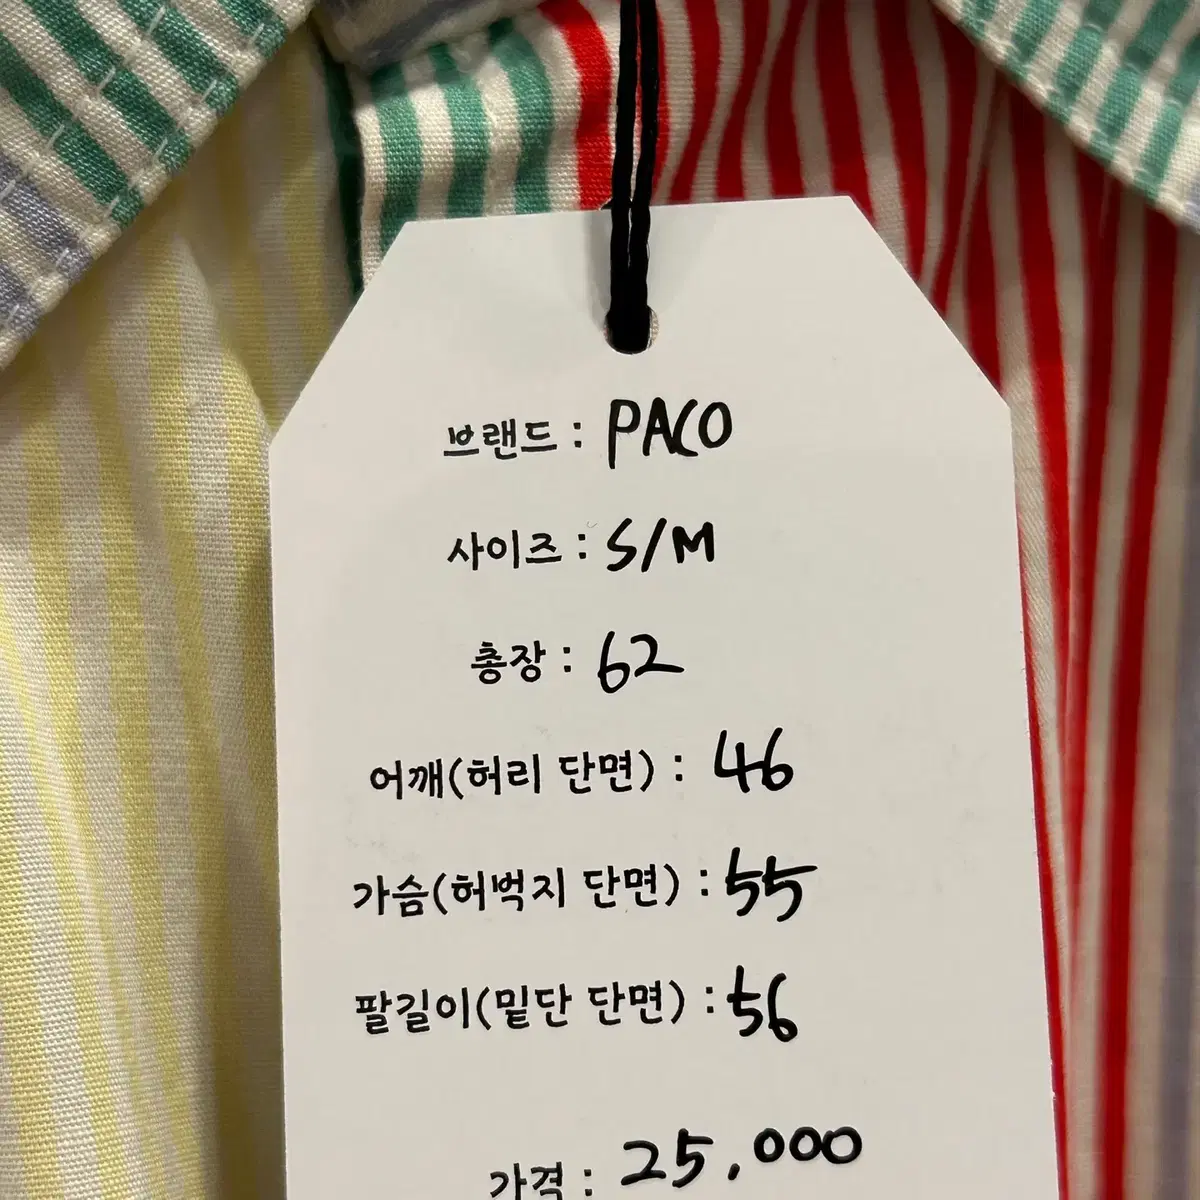 브랜드 : PACO
사이즈 : S/M
총장 : 62
어깨(허리 단면) : 46
가슴(허벅지 단면) : 55
팔길이(밑단 단면) : 56
가격 : 25,000